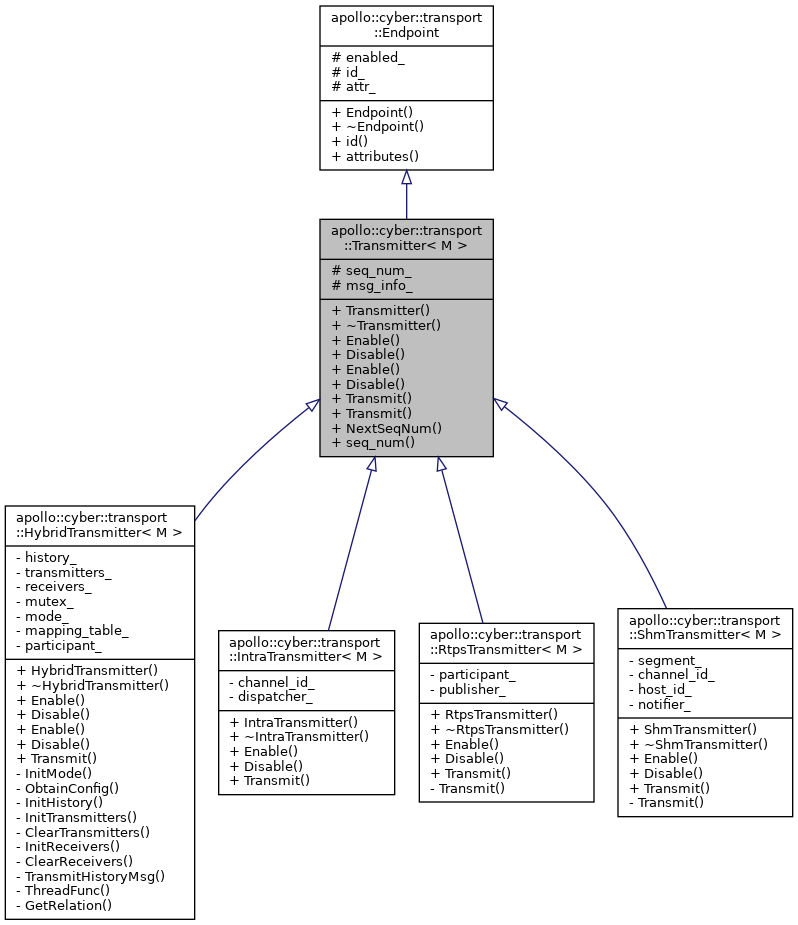 apollo::cyber::transport
::Endpoint
# enabled_
# id_
# attr_
+ Endpoint()
+ ~Endpoint()
+ id()
+ attributes()
apollo::cyber::transport
::Transmitter< M >
# seq_num_
# msg_info_
+ Transmitter()
+ ~Transmitter()
+ Enable()
+ Disable()
+ Enable()
+ Disable()
+ Transmit()
+ Transmit()
+ NextSeqNum()
+ seq_num()
apollo::cyber::transport
::HybridTransmitter< M >
- history_
- transmitters_
- receivers_
- mutex_
- mode_
- mapping_table_
- participant_
+ HybridTransmitter()
+ ~HybridTransmitter()
+ Enable()
+ Disable()
+ Enable()
+ Disable()
+ Transmit()
- InitMode()
- ObtainConfig()
- InitHistory()
- InitTransmitters()
- ClearTransmitters()
- InitReceivers()
- ClearReceivers()
- TransmitHistoryMsg()
- ThreadFunc()
- GetRelation()
apollo::cyber::transport
::IntraTransmitter< M >
- channel_id_
- dispatcher_
+ IntraTransmitter()
+ ~IntraTransmitter()
+ Enable()
+ Disable()
+ Transmit()
apollo::cyber::transport
::RtpsTransmitter< M >
- participant_
- publisher_
+ RtpsTransmitter()
+ ~RtpsTransmitter()
+ Enable()
+ Disable()
+ Transmit()
- Transmit()
apollo::cyber::transport
::ShmTransmitter< M >
- segment_
- channel_id_
- host_id_
- notifier_
+ ShmTransmitter()
+ ~ShmTransmitter()
+ Enable()
+ Disable()
+ Transmit()
- Transmit()